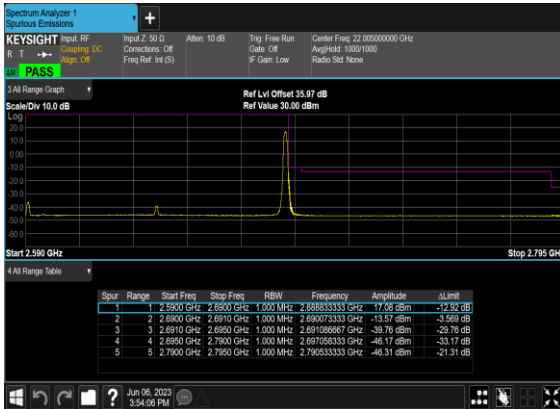 Spectrum Analyzer 1
Spurious Emissions
+
KEYSIGHT Input: RF Input Z: 50 Ω Atten: 10 dB Trig: Free Run Center Freq: 22.005000000 GHz
R T Coupling: DC Corrections: Off Gate: Off Avg|Hold: 1000/1000
Align: Off Freq Ref: Int (S) IF Gain: Low Radio Std: None
PASS
3 All Range Graph Ref Lvl Offset 35.97 dB
Scale/Div 10.0 dB Ref Value 30.00 dBm
Log
20.0
10.0
0.00
-10.0
-20.0
-30.0
-40.0
-50.0
-60.0
Start 2.590 GHz Stop 2.795 GH
4 All Range Table
Spur Range Start Freq Stop Freq RBW Frequency Amplitude ΔLimit
1 1 2.5900 GHz 2.6900 GHz 1.000 MHz 2.688833333 GHz 17.08 dBm -12.92 dB
2 2 2.6900 GHz 2.6910 GHz 1.000 MHz 2.690073333 GHz -13.57 dBm -3.569 dB
3 3 2.6910 GHz 2.6950 GHz 1.000 MHz 2.691086667 GHz -39.76 dBm -29.76 dB
4 4 2.6950 GHz 2.7900 GHz 1.000 MHz 2.697058333 GHz -46.17 dBm -33.17 dB
5 5 2.7900 GHz 2.7950 GHz 1.000 MHz 2.790533333 GHz -46.31 dBm -21.31 dB
? Jun 06, 2023
3:54:06 PM